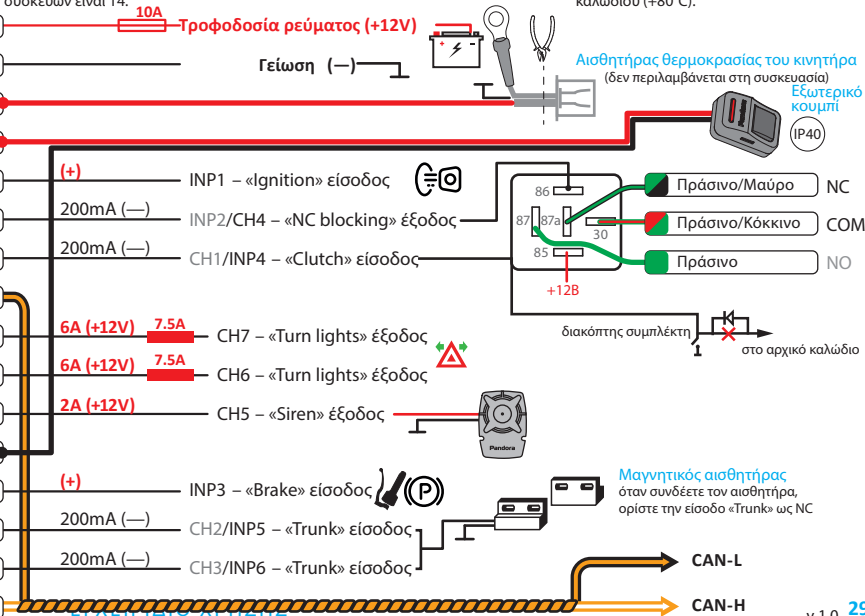 συσκευών είναι 14.
καλωδίου (+80°C).
10A
Τροφοδοσία ρεύματος (+12V)
Γείωση (—)
Αισθητήρας θερμοκρασίας του κινητήρα
(δεν περιλαμβάνεται στη συσκευασία)
Εξωτερικό
κουμπί
IP40
(+)
INP1 – «Ignition» είσοδος
200mA (—)
INP2/CH4 – «NC blocking» έξοδος
200mA (—)
CH1/INP4 – «Clutch» είσοδος
86
87
87a
30
85
+12В
Πράσινο/Μαύρο
NC
Πράσινο/Κόκκινο
COM
Πράσινο
NO
διακόπτης συμπλέκτη
στο αρχικό καλώδιο
6A (+12V)
7.5A
CH7 – «Turn lights» έξοδος
6A (+12V)
7.5A
CH6 – «Turn lights» έξοδος
2A (+12V)
CH5 – «Siren» έξοδος
Pandora
(+)
INP3 – «Brake» είσοδος
P
Μαγνητικός αισθητήρας
όταν συνδέετε τον αισθητήρα,
ορίστε την είσοδο «Trunk» ως NC
200mA (—)
CH2/INP5 – «Trunk» είσοδος
200mA (—)
CH3/INP6 – «Trunk» είσοδος
CAN-L
CAN-H
ΕΓΧΕΙΡΙΔΙΟ ΧΡΗΣΗΣ
v 1.0
29